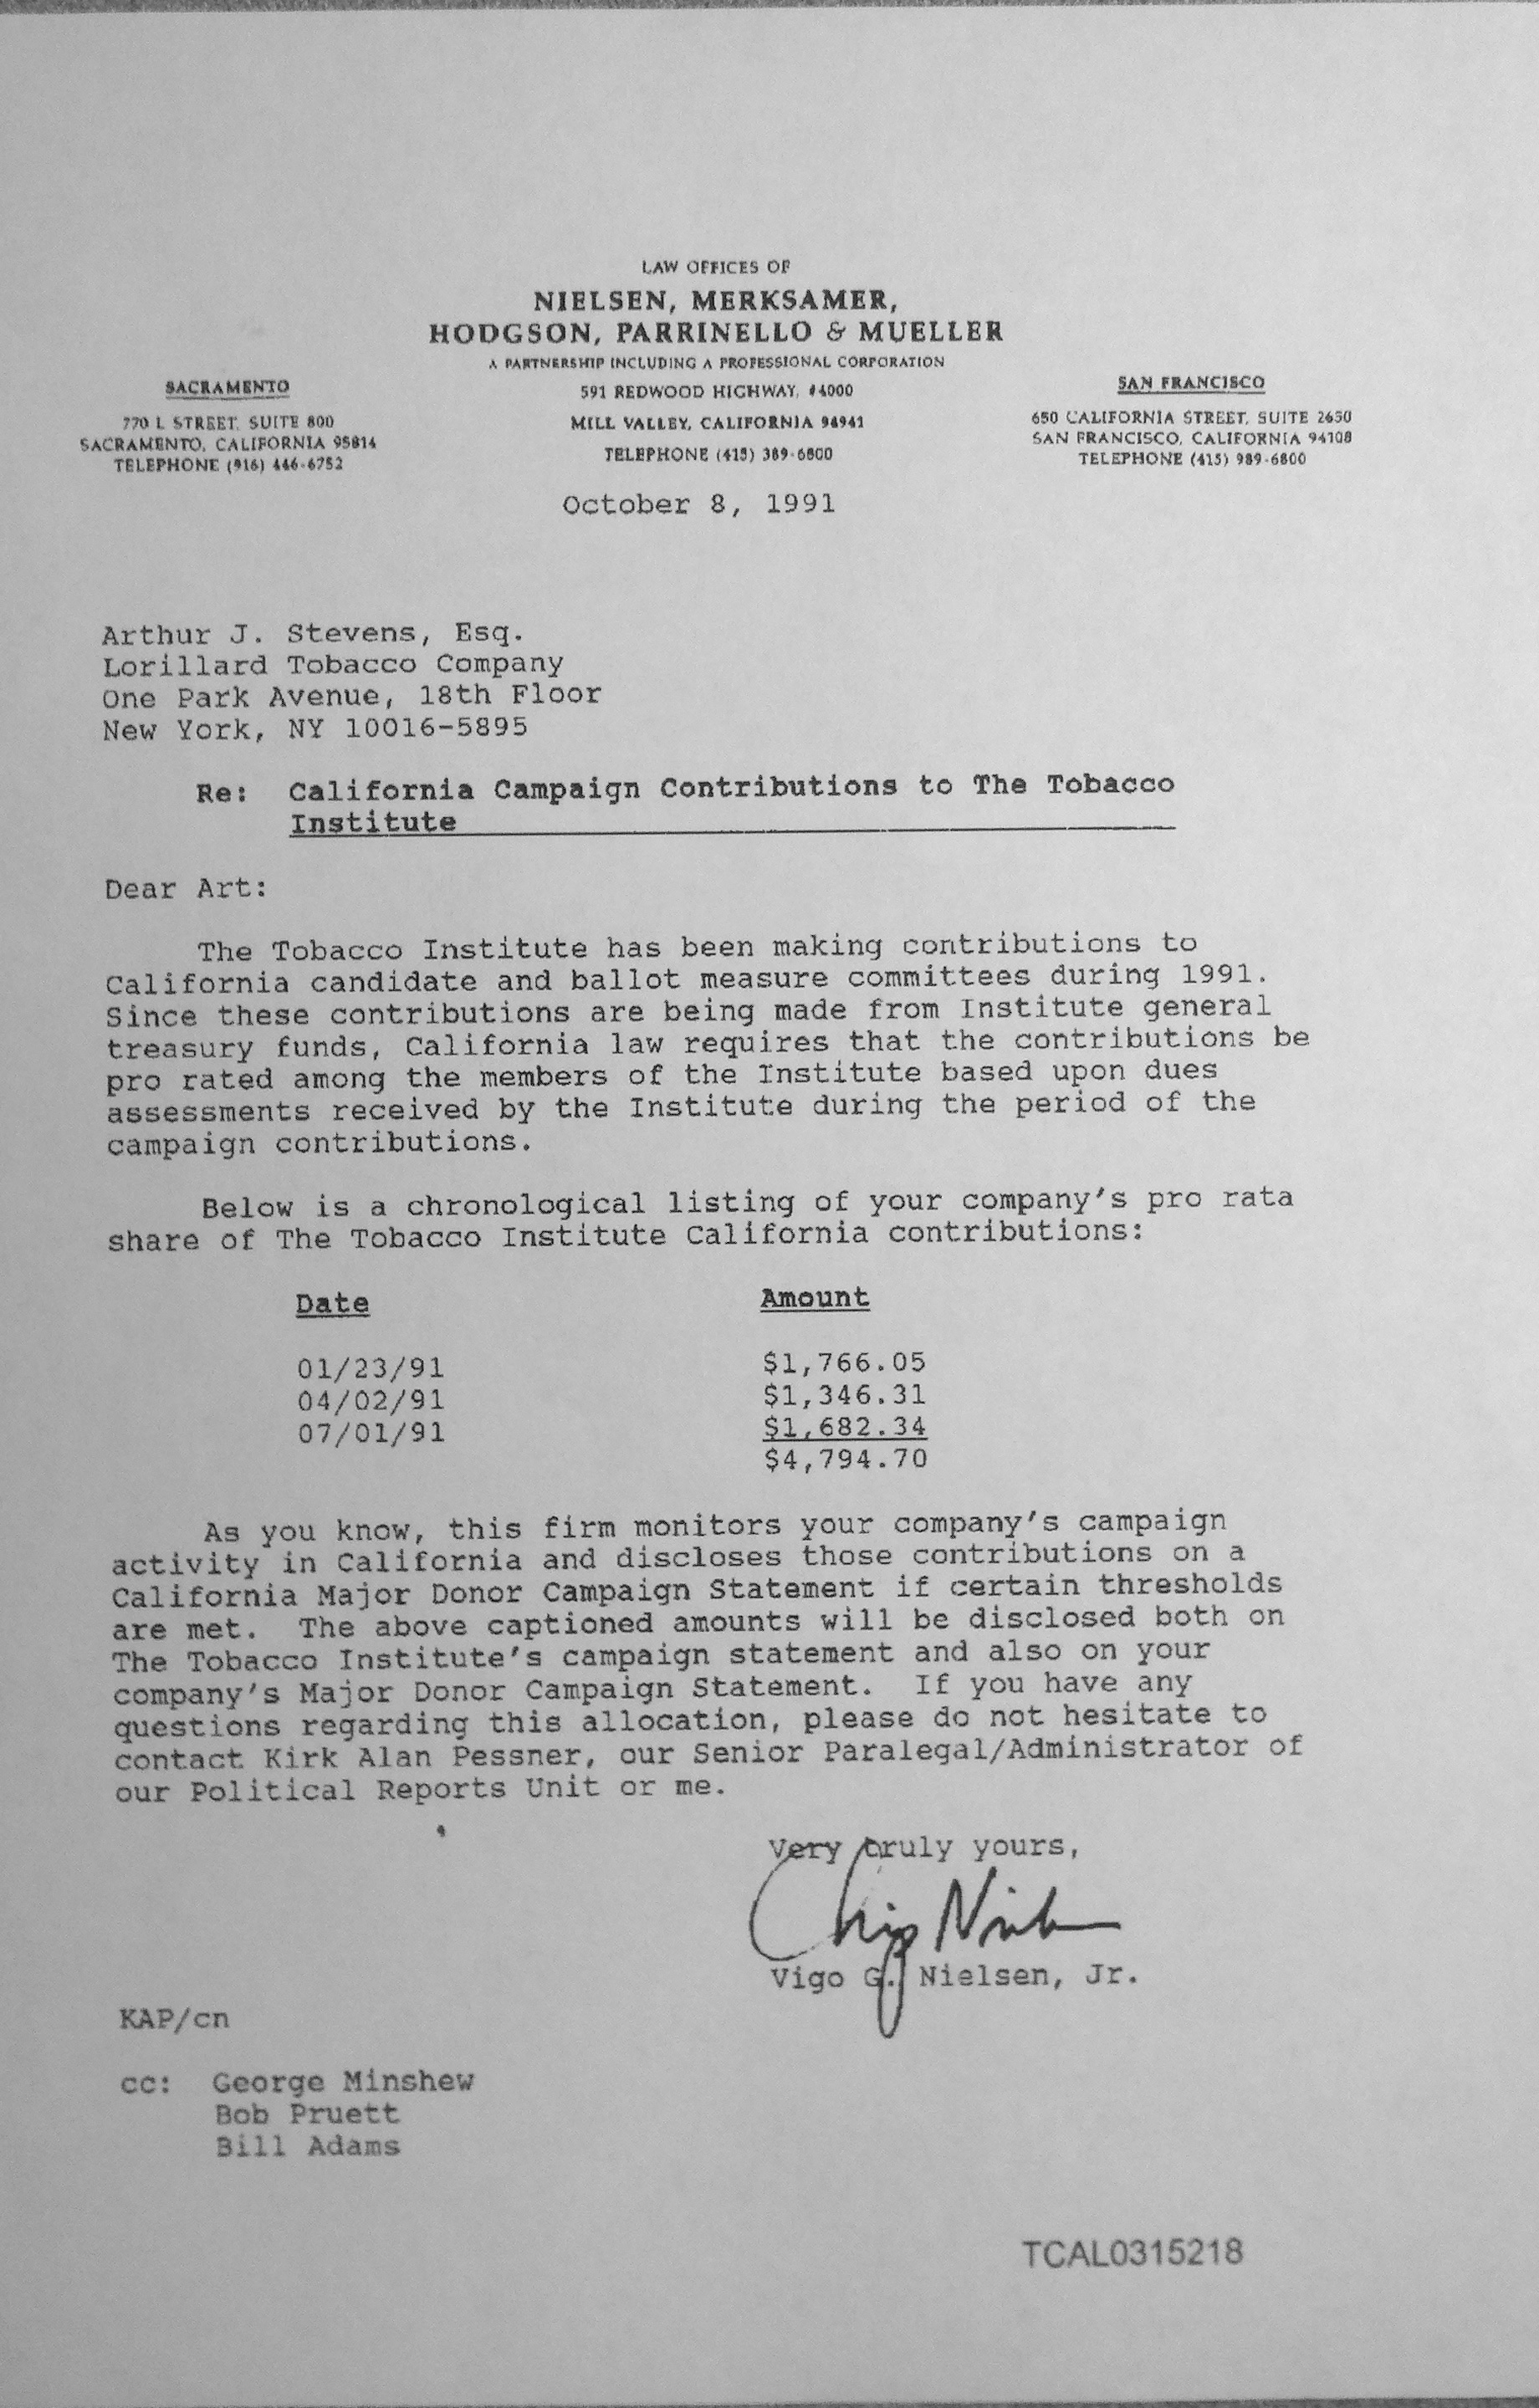 LAW OFFICES OF
NIELSEN, MERKSAMER,
HODGSON, PARRINELLO & MUELLER
A PARTNERSHIP INCLUDING A PROFESSIONAL CORPORATION
591 REDWOOD HIGHWAY, #4000
MILL VALLEY, CALIFORNIA 94941
TELEPHONE (415) 389-6800
SACRAMENTO
770 L STREET, SUITE 800
SACRAMENTO, CALIFORNIA 95814
TELEPHONE (916) 446-6752
SAN FRANCISCO
650 CALIFORNIA STREET, SUITE 2650
SAN FRANCISCO, CALIFORNIA 94108
TELEPHONE (415) 989-6800
October 8, 1991
Arthur J. Stevens, Esq.
Lorillard Tobacco Company
One Park Avenue, 18th Floor
New York, NY 10016-5895
Re: California Campaign Contributions to The Tobacco
Institute
Dear Art:
The Tobacco Institute has been making contributions to
California candidate and ballot measure committees during 1991.
Since these contributions are being made from Institute general
treasury funds, California law requires that the contributions be
pro rated among the members of the Institute based upon dues
assessments received by the Institute during the period of the
campaign contributions.
Below is a chronological listing of your company's pro rata
share of The Tobacco Institute California contributions:
Date Amount
01/23/91 $1,766.05
04/02/91 $1,346.31
07/01/91 $1,682.34
$4,794.70
As you know, this firm monitors your company's campaign
activity in California and discloses those contributions on a
California Major Donor Campaign Statement if certain thresholds
are met. The above captioned amounts will be disclosed both on
The Tobacco Institute's campaign statement and also on your
company's Major Donor Campaign Statement. If you have any
questions regarding this allocation, please do not hesitate to
contact Kirk Alan Pessner, our Senior Paralegal/Administrator of
our Political Reports Unit or me.
Very truly yours,
Chip Nielsen
Vigo G. Nielsen, Jr.
KAP/cn
cc: George Minshew
Bob Pruett
Bill Adams
TCAL0315218